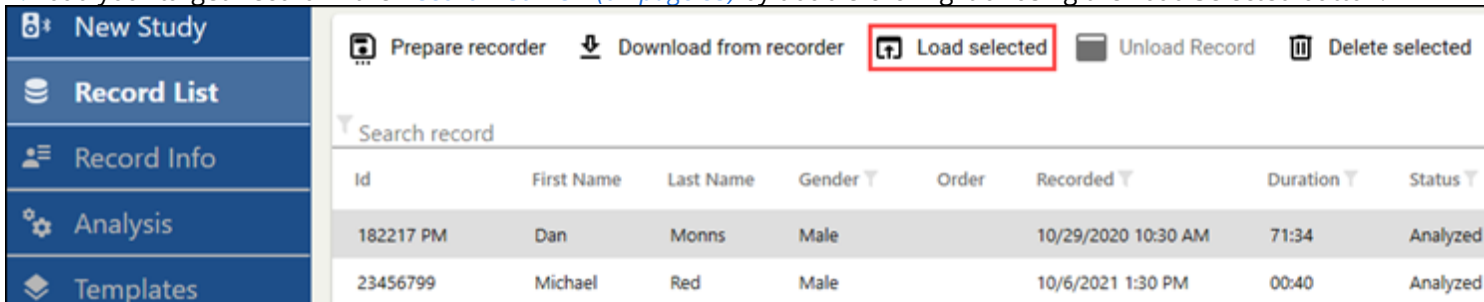 New Study
Prepare recorder Download from recorder Load selected Unload Record Delete selected
Record List
Search record
Record Info
Id First Name Last Name Gender Order Recorded Duration Status
Analysis
182217 PM Dan Monns Male 10/29/2020 10:30 AM 71:34 Analyzed
Templates
23456799 Michael Red Male 10/6/2021 1:30 PM 00:40 Analyzed